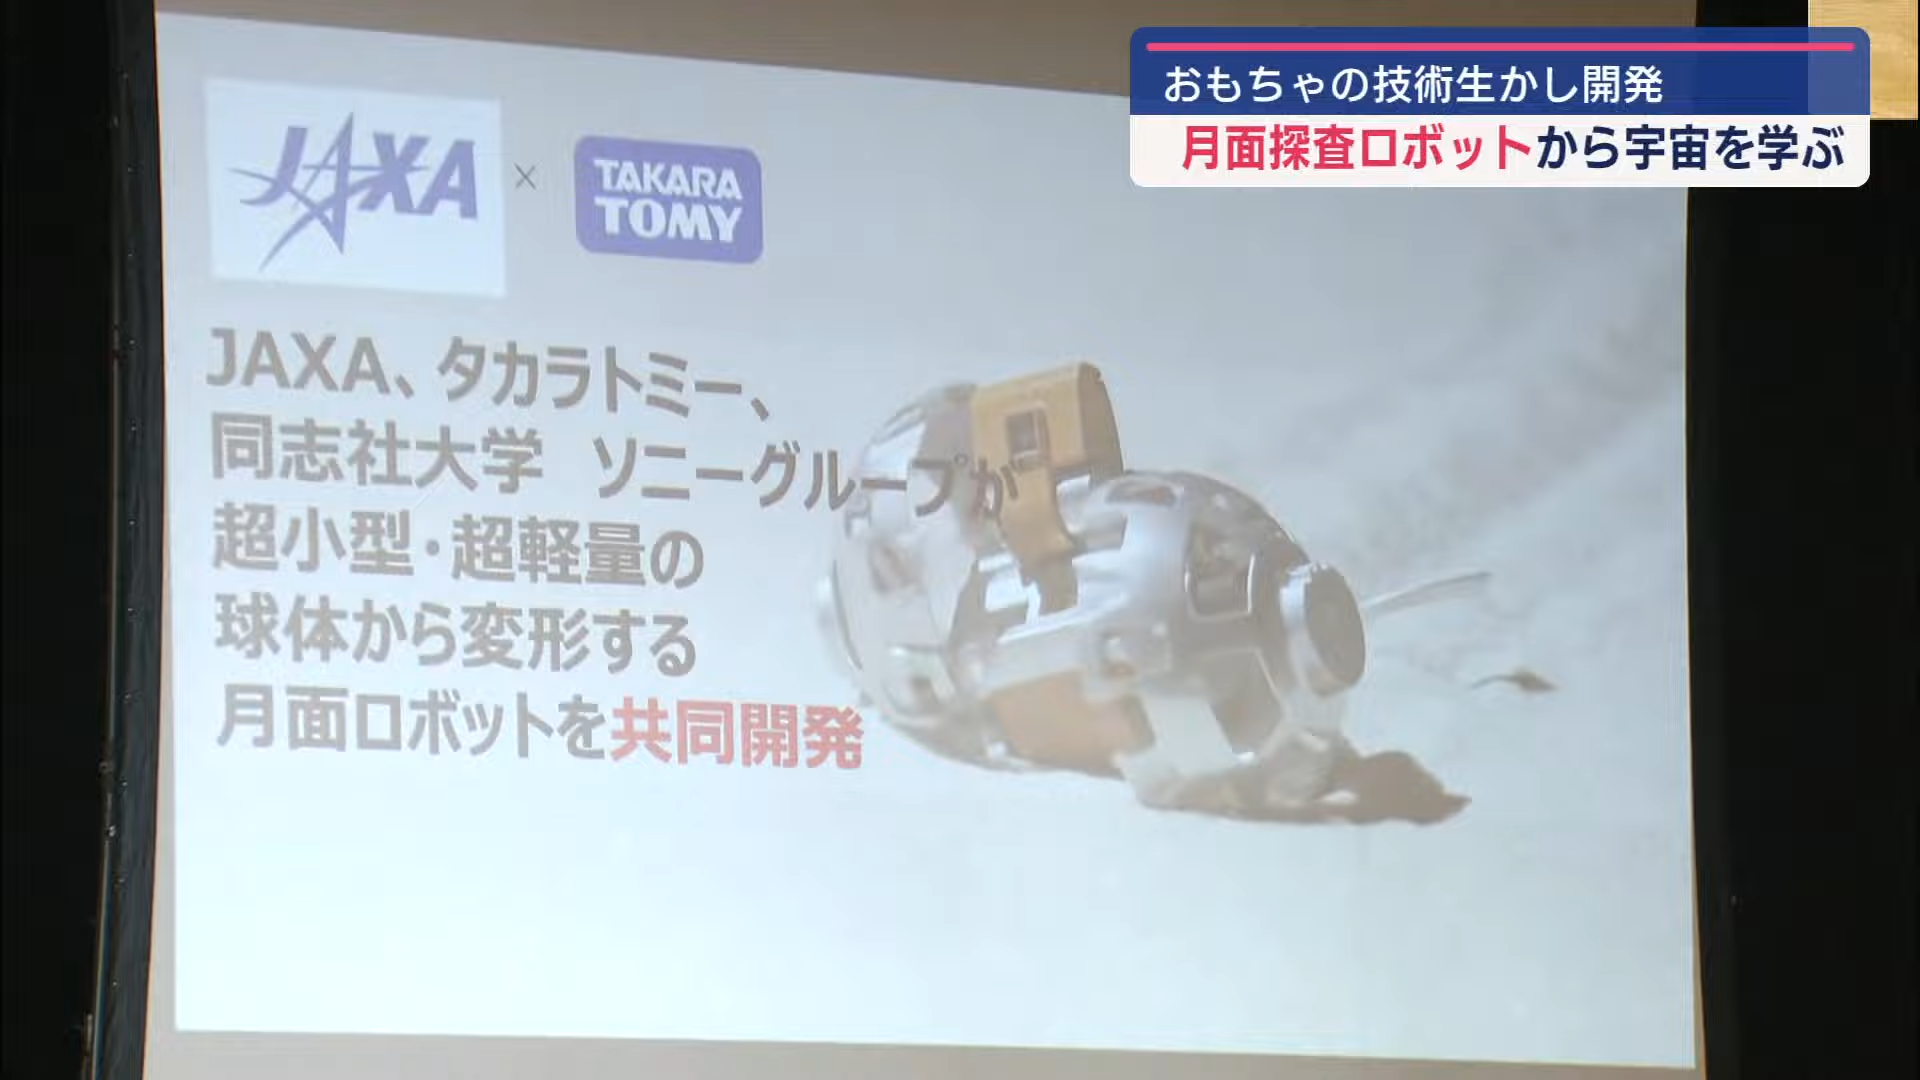 おもちゃの技術生かし開発
月面探査ロボットから宇宙を学ぶ
JAXA × TAKARA TOMY
JAXA、タカラトミー、
同志社大学 ソニーグループが
超小型・超軽量の
球体から変形する
月面ロボットを共同開発